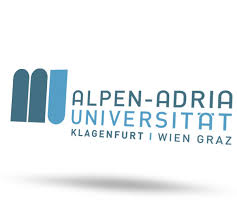 ALPEN-ADRIA
UNIVERSITÄT
KLAGENFURT | WIEN GRAZ